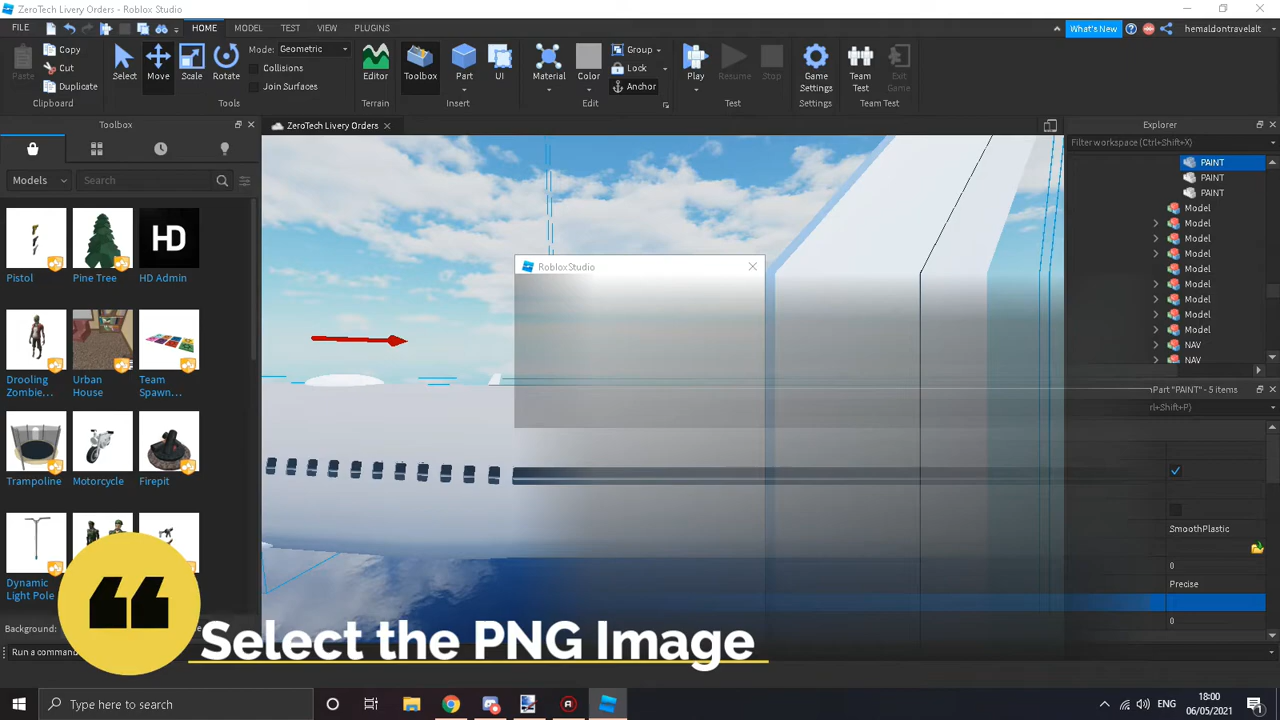 ZeroTech Livery Orders - Roblox Studio
FILE HOME MODEL TEST VIEW PLUGINS What's New hemaldontravelalt
Paste Copy Cut Duplicate Clipboard
Select Move Scale Rotate Mode: Geometric Collisions Join Surfaces Tools
Editor Terrain
Toolbox Part UI Insert
Material Color Group Lock Anchor Edit
Play Resume Stop Test
Game Settings Settings
Team Test Exit Game Team Test
Toolbox ZeroTech Livery Orders Explorer
Filter workspace (Ctrl+Shift+X)
Models Search
PAINT
PAINT
PAINT
Model
Model
Model
Model
Model
Model
Model
Model
Model
NAV
NAV
Pistol Pine Tree HD Admin
HD
RobloxStudio
Drooling Zombie... Urban House Team Spawn...
Trampoline Motorcycle Firepit
Dynamic Light Pole
Part "PAINT" - 5 items
trl+Shift+P)
SmoothPlastic
0
Precise
0
Background:
Run a comma
Select the PNG Image
Type here to search
ENG
18:00
06/05/2021
1